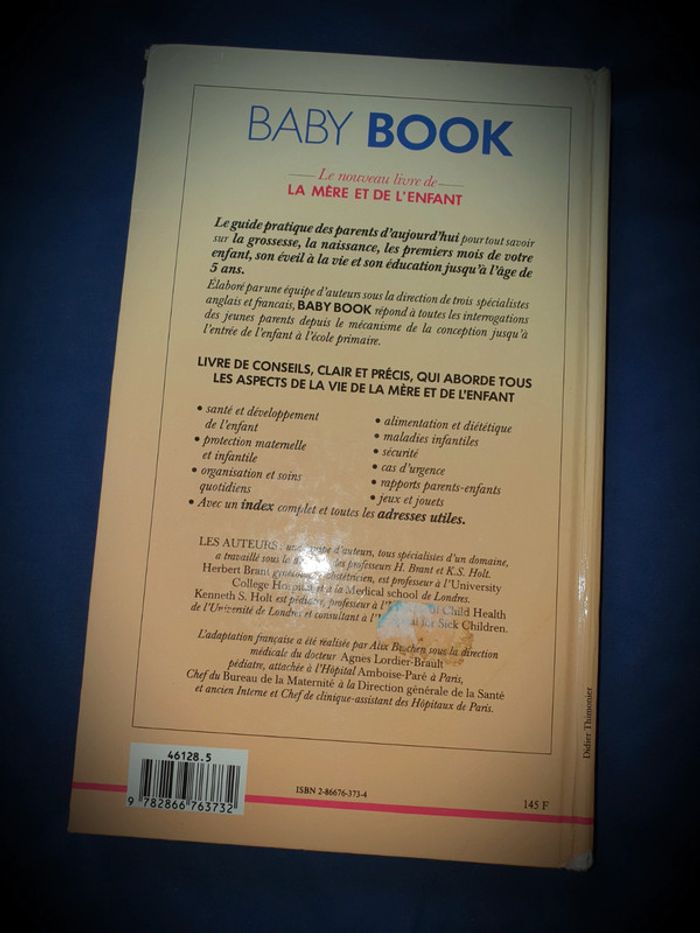 BABY BOOK
Le nouveau livre de
LA MÈRE ET DE L'ENFANT
Le guide pratique des parents d'aujourd'hui pour tout savoir
sur la grossesse, la naissance, les premiers mois de votre
enfant, son éveil à la vie et son éducation jusqu'à l'âge de
5 ans.
Élaboré par une équipe d'auteurs sous la direction de trois spécialistes
anglais et francais, BABY BOOK répond à toutes les interrogations
des jeunes parents depuis le mécanisme de la conception jusqu'à
l'entrée de l'enfant à l'école primaire.
LIVRE DE CONSEILS, CLAIR ET PRÉCIS, QUI ABORDE TOUS
LES ASPECTS DE LA VIE DE LA MÈRE ET DE L'ENFANT
• santé et développement
de l'enfant
• protection maternelle
et infantile
• organisation et soins
quotidiens
• alimentation et diététique
• maladies infantiles
• sécurité
• cas d'urgence
• rapports parents-enfants
• jeux et jouets
• Avec un index complet et toutes les adresses utiles.
LES AUTEURS : une d'auteurs, tous spécialistes d'un domaine,
a travaillé sous la des professeurs H. Brant et K.S. Holt.
Herbert Brant gynécologue obstétricien, est professeur à l'University
College Hospital et à la Medical school de Londres.
Kenneth S. Holt est pédiatre, professeur à l' of Child Health
de l'Université de Londres et consultant à l' for Sick Children.
L'adaptation française a été réalisée par Alix sous la direction
médicale du docteur Agnès Lordier-Brault
pédiatre, attachée à l'Hôpital Amboise-Paré à Paris,
Chef du Bureau de la Maternité à la Direction générale de la Santé
et ancien Interne et Chef de clinique-assistant des Hôpitaux de Paris.
Didier Thimonier
46128.5
9 782866 763732
ISBN 2-86676-373-4
145 F